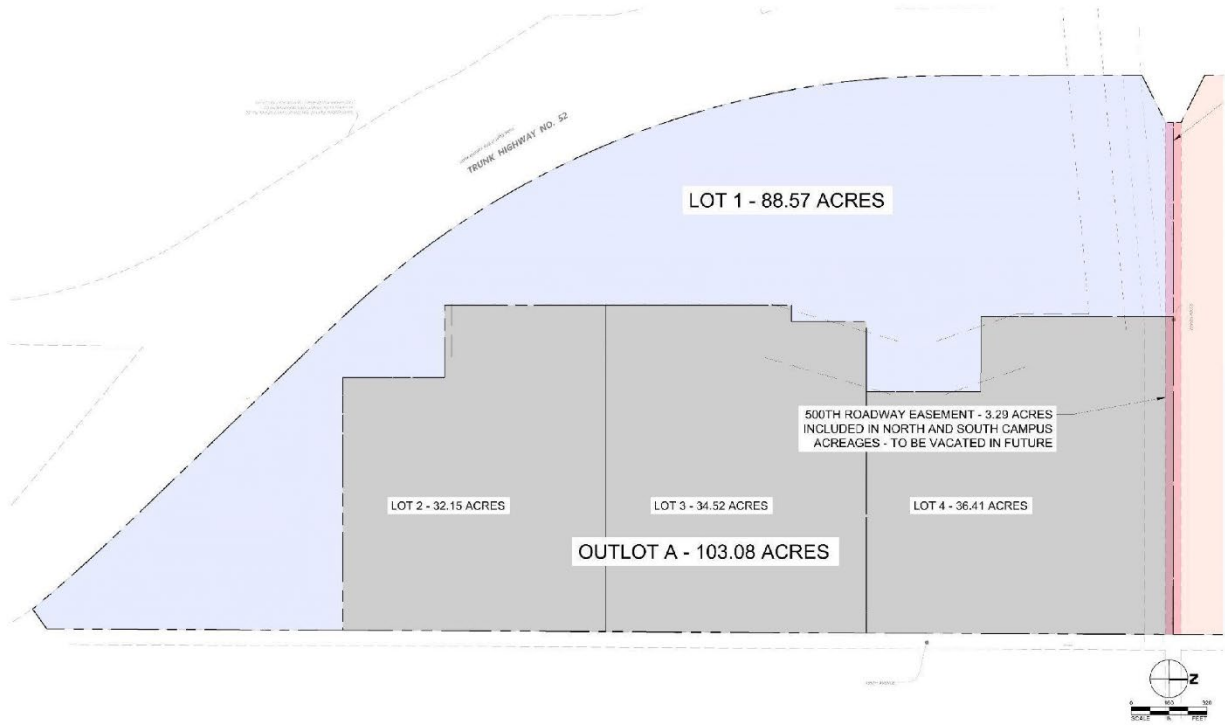 TRUNK HIGHWAY NO. 52
LOT 1 - 88.57 ACRES
500TH ROADWAY EASEMENT - 3.29 ACRES
INCLUDED IN NORTH AND SOUTH CAMPUS
ACREAGES - TO BE VACATED IN FUTURE
LOT 2 - 32.15 ACRES
LOT 3 - 34.52 ACRES
LOT 4 - 36.41 ACRES
OUTLOT A - 103.08 ACRES
Z
0
SCALE
FEET